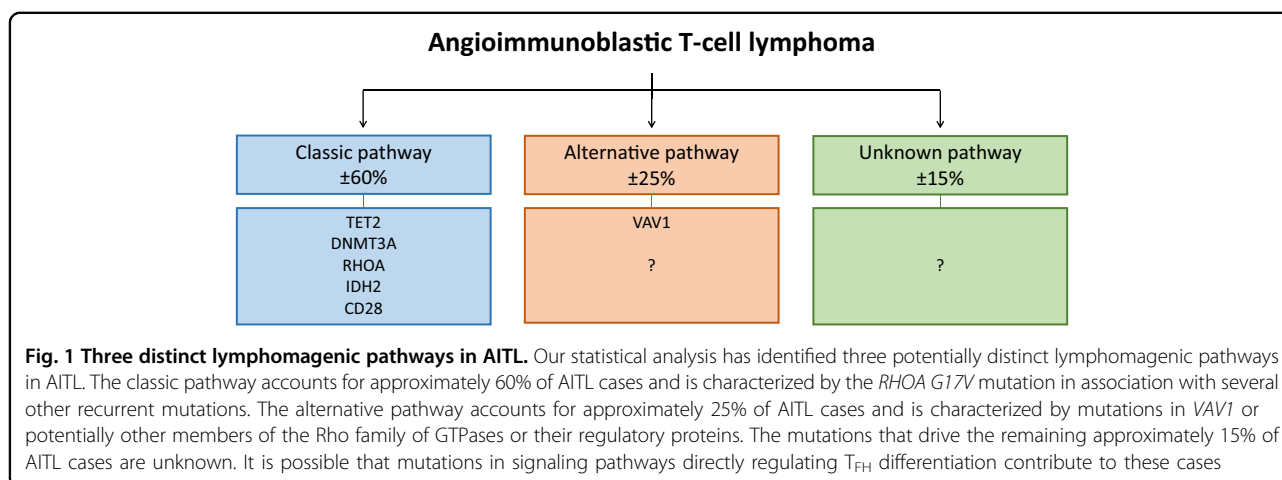 Angioimmunoblastic T-cell lymphoma
Classic pathway
±60%
Alternative pathway
±25%
Unknown pathway
±15%
TET2
DNMT3A
RHOA
IDH2
CD28
VAV1
?
?
Fig. 1 Three distinct lymphomagenic pathways in AITL. Our statistical analysis has identified three potentially distinct lymphomagenic pathways
in AITL. The classic pathway accounts for approximately 60% of AITL cases and is characterized by the RHOA G17V mutation in association with several
other recurrent mutations. The alternative pathway accounts for approximately 25% of AITL cases and is characterized by mutations in VAV1 or
potentially other members of the Rho family of GTPases or their regulatory proteins. The mutations that drive the remaining approximately 15% of
AITL cases are unknown. It is possible that mutations in signaling pathways directly regulating TFH differentiation contribute to these cases